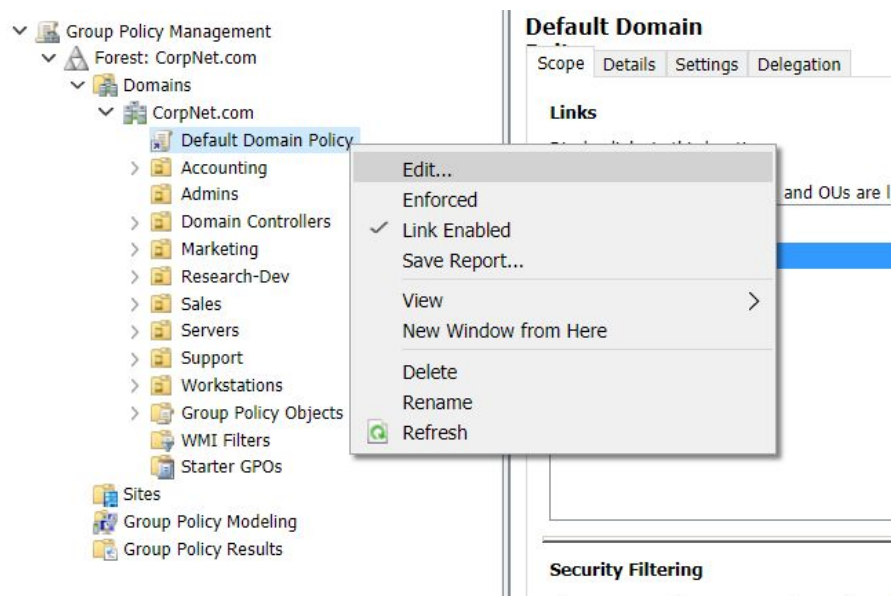 Group Policy Management
Forest: CorpNet.com
Domains
CorpNet.com
Default Domain Policy
Accounting
Admins
Domain Controllers
Marketing
Research-Dev
Sales
Servers
Support
Workstations
Group Policy Objects
WMI Filters
Starter GPOs
Sites
Group Policy Modeling
Group Policy Results
Edit...
Enforced
Link Enabled
Save Report...
View
New Window from Here
Delete
Rename
Refresh
Default Domain
Scope Details Settings Delegation
Links
and OUs are l
Security Filtering